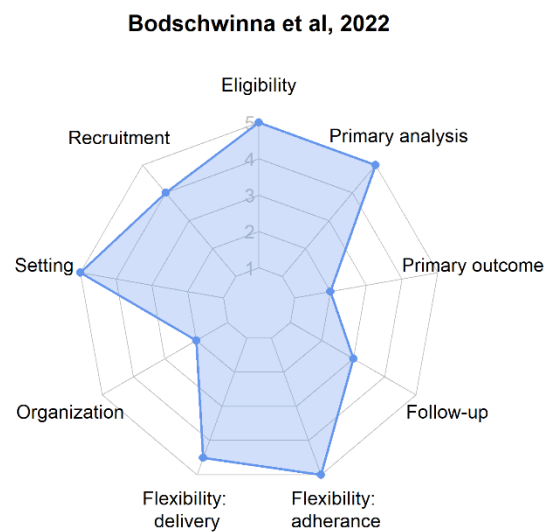 Bodschwinna et al, 2022
Eligibility
Recruitment
Primary analysis
5
4
3
2
1
Setting
Primary outcome
Organization
Follow-up
Flexibility:
delivery
Flexibility:
adherance